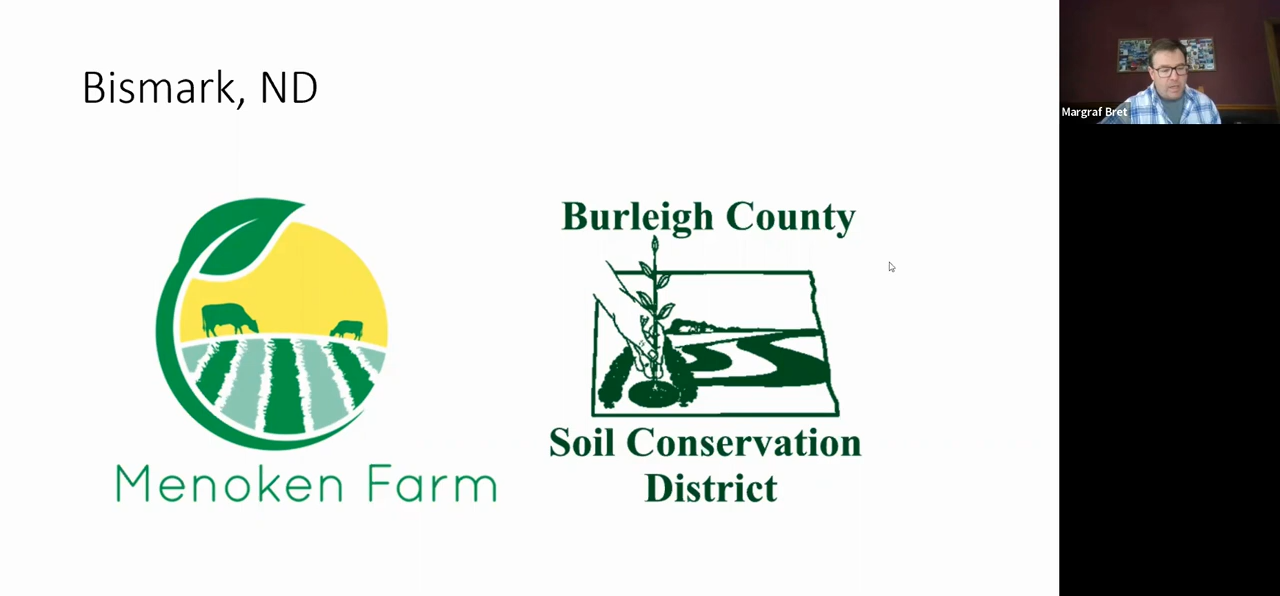 Bismark, ND
Burleigh County
Soil Conservation
District
Menoken Farm
Margraf Bret